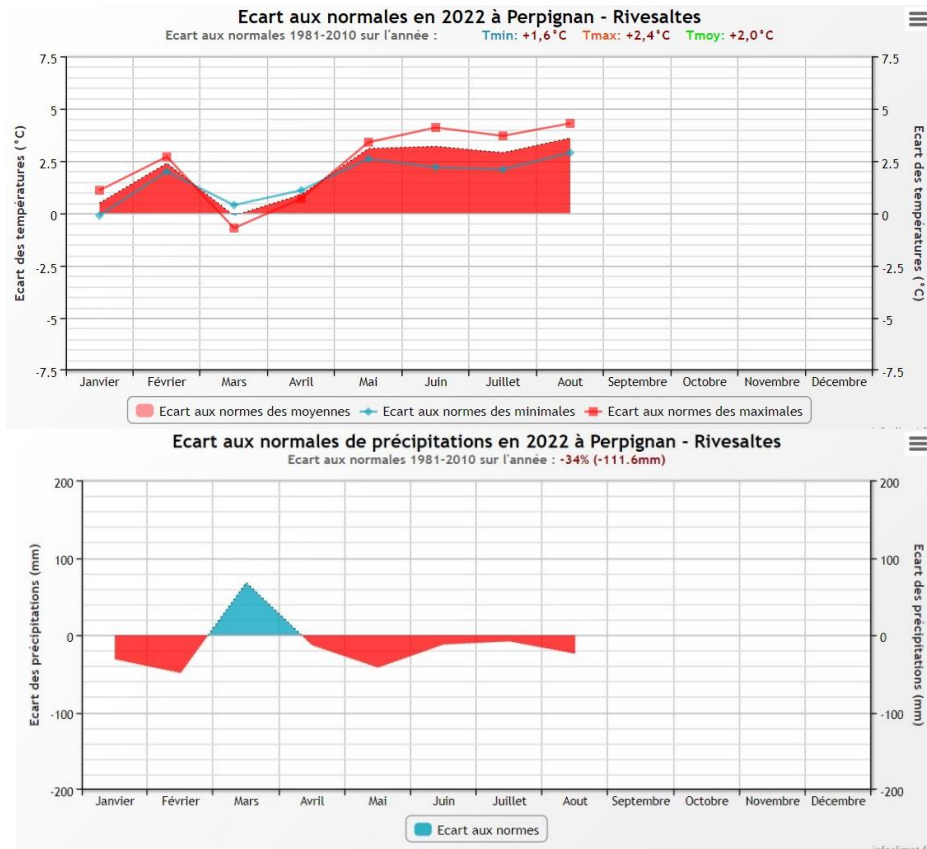 Ecart aux normales en 2022 à Perpignan - Rivesaltes
Ecart aux normales 1981-2010 sur l'année : Tmin: +1,6°C Tmax: +2,4°C Tmoy: +2,0°C
7.5 7.5
5 5
2.5 2.5
0 0
-2.5 -2.5
-5 -5
-7.5 -7.5
Ecart des températures (°C)
Ecart des températures (°C)
Janvier Février Mars Avril Mai Juin Juillet Aout Septembre Octobre Novembre Décembre
Ecart aux normes des moyennes Ecart aux normes des minimales Ecart aux normes des maximales
Ecart aux normales de précipitations en 2022 à Perpignan - Rivesaltes
Ecart aux normales 1981-2010 sur l'année : -34% (-111.6mm)
200 200
100 100
0 0
-100 -100
-200 -200
Ecart des précipitations (mm)
Ecart des précipitations (mm)
Janvier Février Mars Avril Mai Juin Juillet Aout Septembre Octobre Novembre Décembre
Ecart aux normes